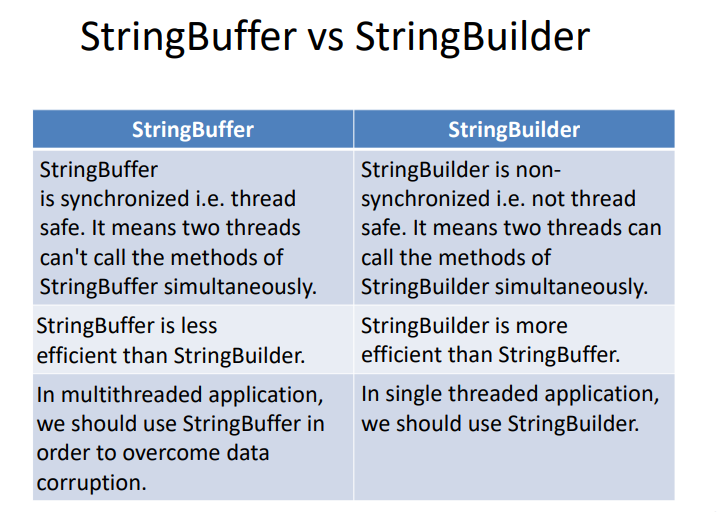 StringBuffer vs StringBuilder
StringBuffer
StringBuilder
StringBuffer
is synchronized i.e. thread
safe. It means two threads
can't call the methods of
StringBuffer simultaneously.
StringBuilder is non-
synchronized i.e. not thread
safe. It means two threads can
call the methods of
StringBuilder simultaneously.
StringBuffer is less
efficient than StringBuilder.
StringBuilder is more
efficient than StringBuffer.
In multithreaded application,
we should use StringBuffer in
order to overcome data
corruption.
In single threaded application,
we should use StringBuilder.